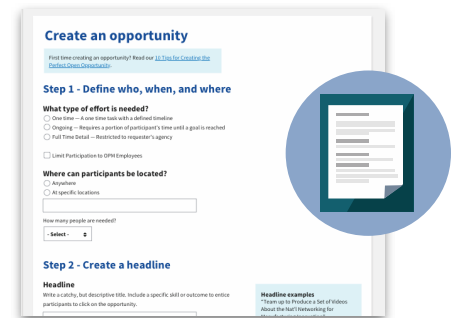 Create an opportunity
First time creating an opportunity? Read our 10 Tips for Creating the
Perfect Open Opportunity.
Step 1 - Define who, when, and where
What type of effort is needed?
One time — A one time task with a defined timeline
Ongoing — Requires a portion of participant's time until a goal is reached
Full Time Detail — Restricted to requester's agency
Limit Participation to OPM Employees
Where can participants be located?
Anywhere
At specific locations
How many people are needed?
- Select -
Step 2 - Create a headline
Headline
Write a catchy, but descriptive title. Include a specific skill or outcome to entice
participants to click on the opportunity.
Headline examples
"Team up to Produce a Set of Videos
About the Nat'l Networking for